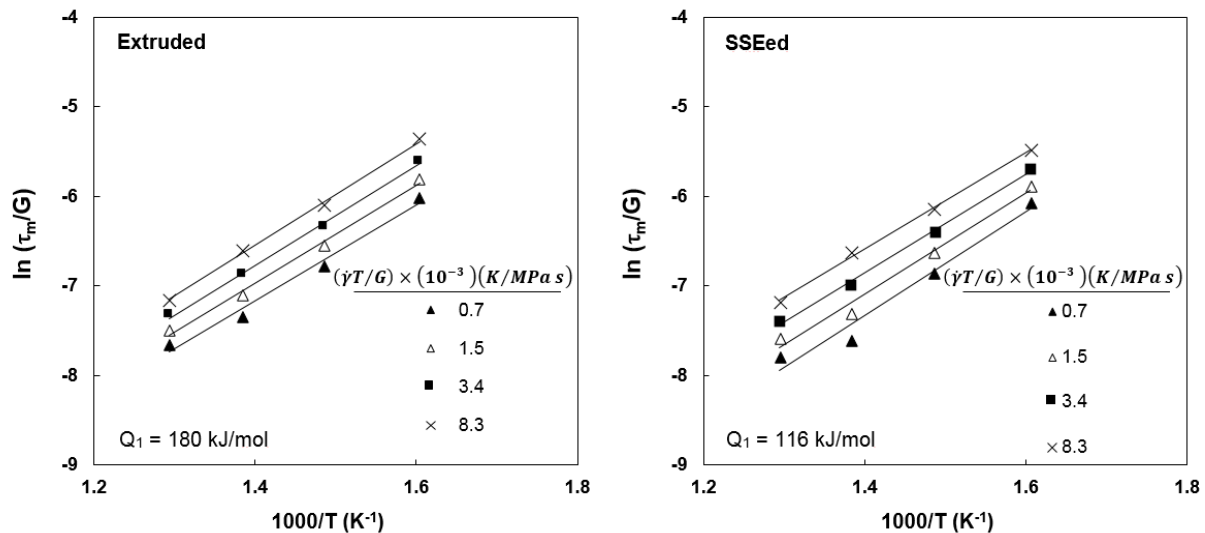 Extruded
-4
-5
-6
-7
-8
-9
ln (τm/G)
(γ̇T/G) × (10⁻³)(K/MPa s)
▲ 0.7
△ 1.5
■ 3.4
× 8.3
Q₁ = 180 kJ/mol
1.2 1.4 1.6 1.8
1000/T (K⁻¹)
SSEed
-4
-5
-6
-7
-8
-9
ln (τm/G)
(γ̇T/G) × (10⁻³)(K/MPa s)
▲ 0.7
△ 1.5
■ 3.4
× 8.3
Q₁ = 116 kJ/mol
1.2 1.4 1.6 1.8
1000/T (K⁻¹)